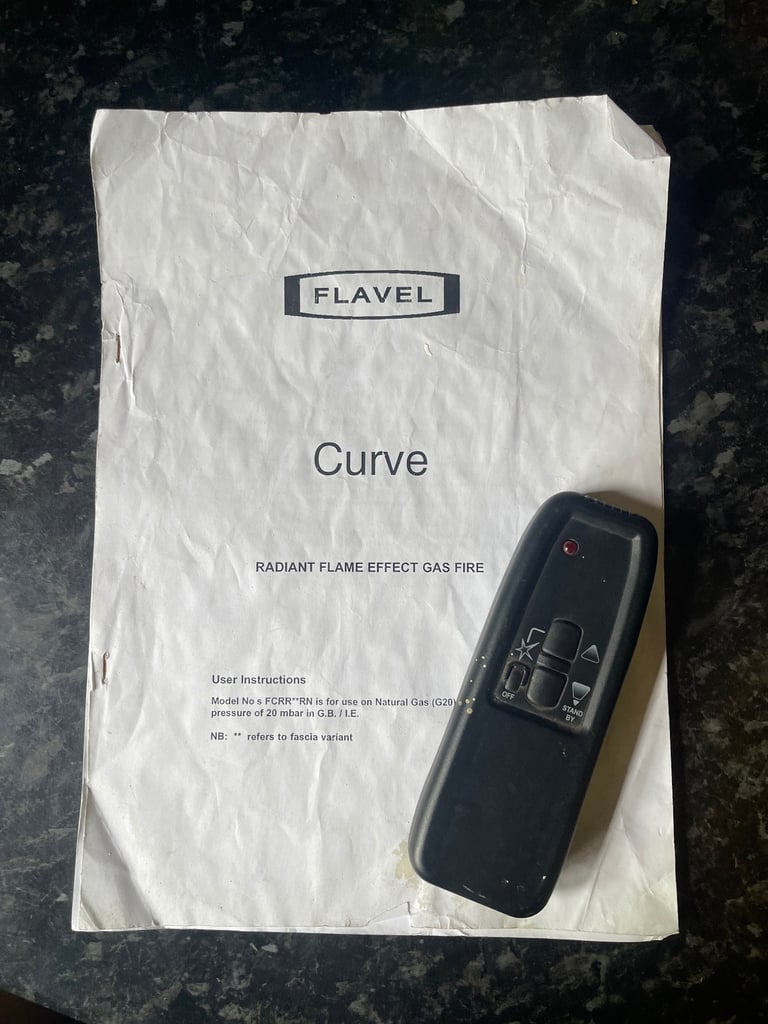 FLAVEL
Curve
RADIANT FLAME EFFECT GAS FIRE
User Instructions
Model No s FCRR**RN is for use on Natural Gas (G20)
pressure of 20 mbar in G.B. / I.E.
NB: ** refers to fascia variant
OFF
STAND
BY